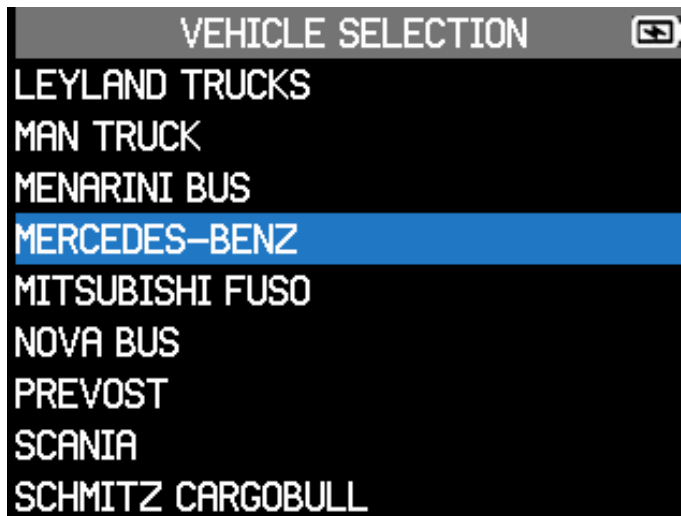 VEHICLE SELECTION
LEYLAND TRUCKS
MAN TRUCK
MENARINI BUS
MERCEDES-BENZ
MITSUBISHI FUSO
NOVA BUS
PREVOST
SCANIA
SCHMITZ CARGOBULL